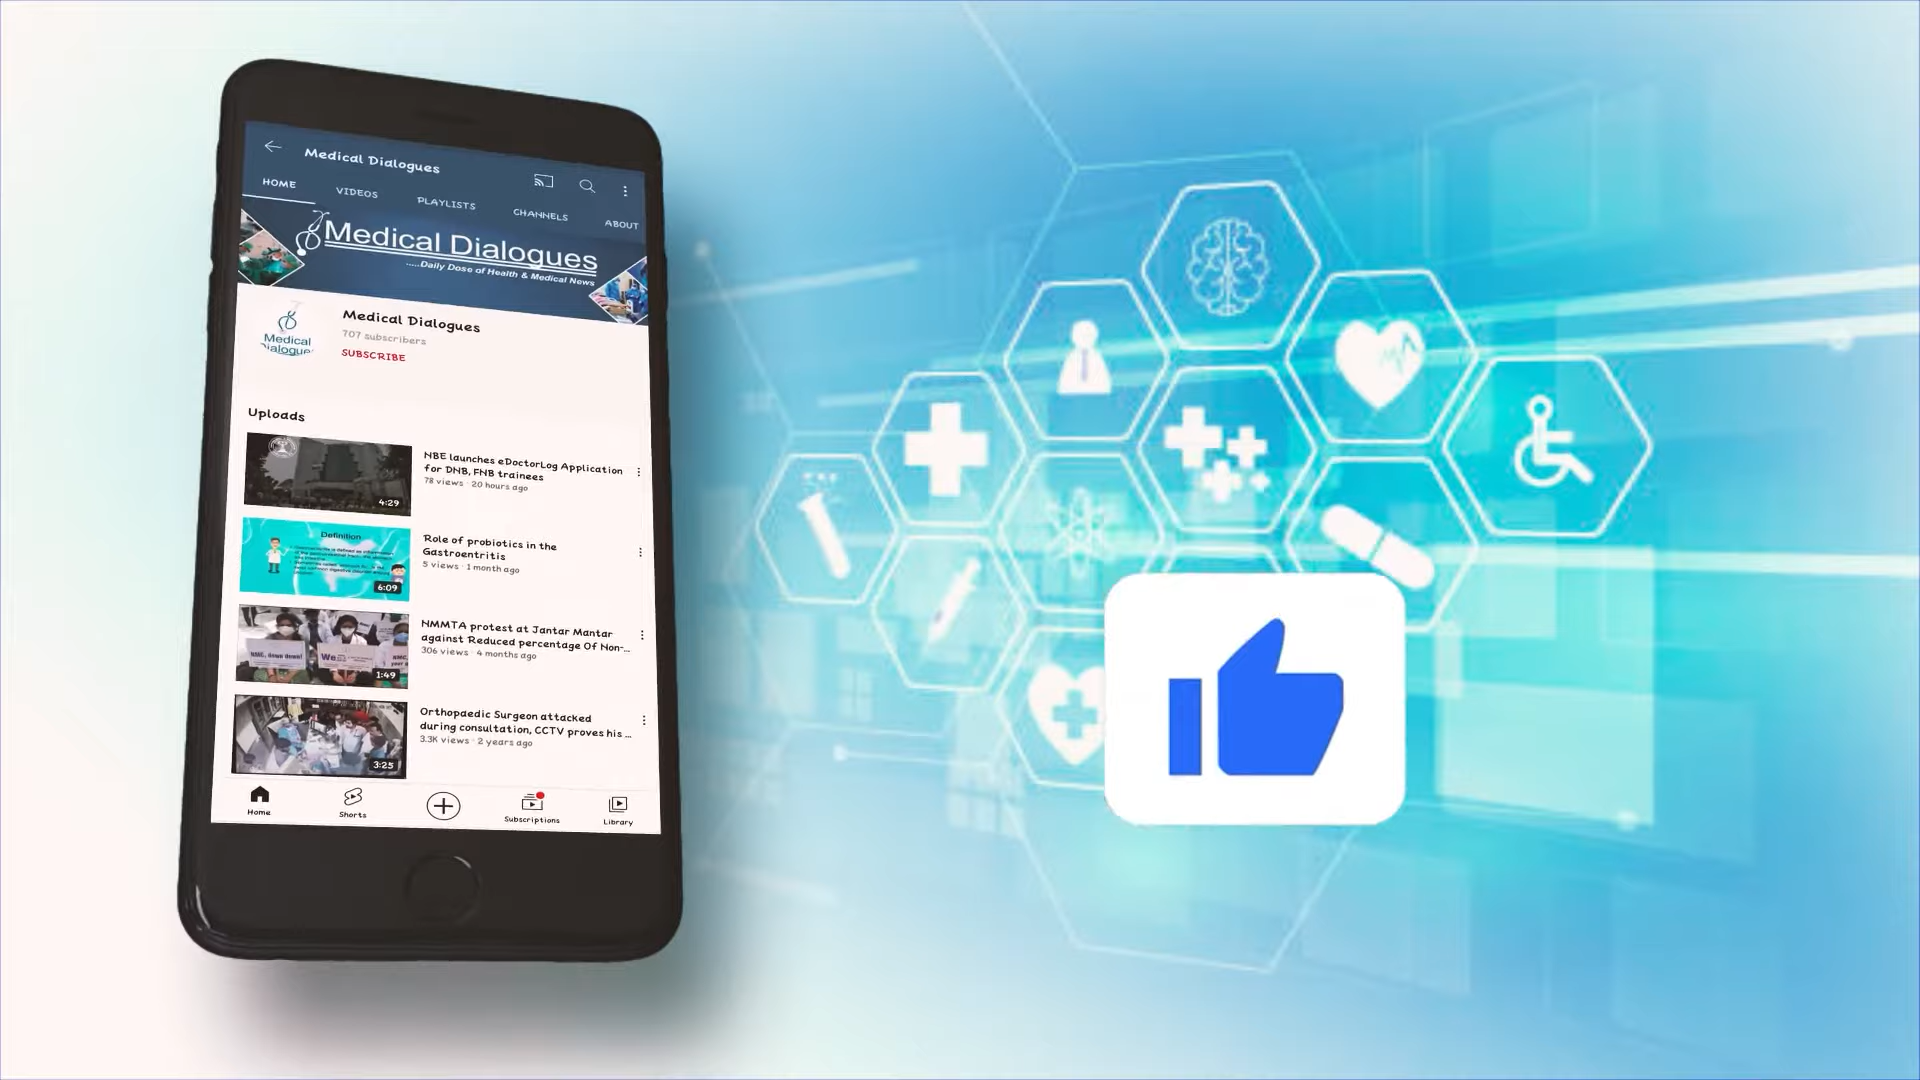 Medical Dialogues
HOME VIDEOS PLAYLISTS CHANNELS ABOUT
Medical Dialogues
.....Daily Dose of Health & Medical News
Medical Dialogues
707 subscribers
SUBSCRIBE
Medical
Uploads
NBE launches eDoctorLog Application
for DNB, FNB trainees
78 views · 20 hours ago
4:29
Definition
Role of probiotics in the
Gastroentritis
5 views · 1 month ago
6:09
NMMTA protest at Jantar Mantar
against Reduced percentage Of Non-...
306 views · 4 months ago
NMC, down down!
We
1:49
Orthopaedic Surgeon attacked
during consultation, CCTV proves his ...
3.3K views · 2 years ago
3:25
Home Shorts Subscriptions Library